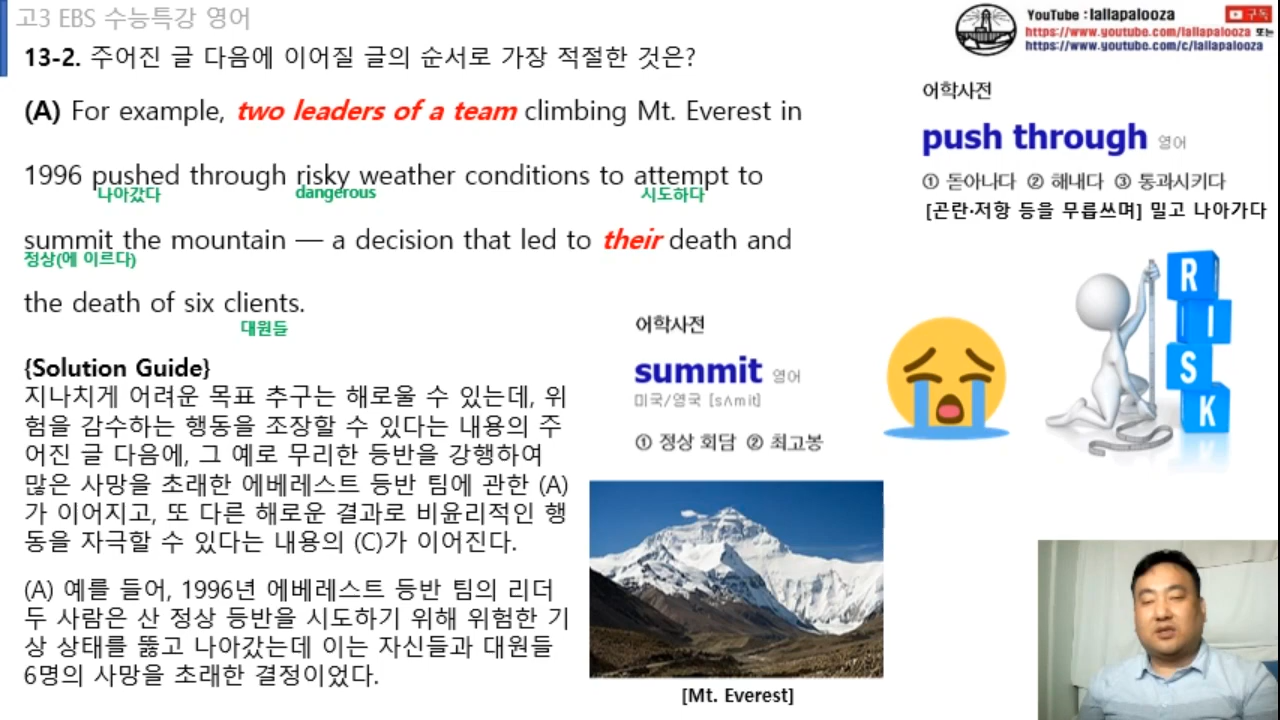 고3 EBS 수능특강 영어
YouTube : lallapalooza
구독
https://www.youtube.com/lallapalooza 또는
https://www.youtube.com/c/lallapalooza
13-2. 주어진 글 다음에 이어질 글의 순서로 가장 적절한 것은?
(A) For example, two leaders of a team climbing Mt. Everest in
1996 pushed through risky weather conditions to attempt to
나아갔다 dangerous 시도하다
summit the mountain — a decision that led to their death and
정상(에 이르다)
the death of six clients.
대원들
어학사전
push through 영어
① 돋아나다 ② 해내다 ③ 통과시키다
[곤란·저항 등을 무릅쓰며] 밀고 나아가다
RISK
어학사전
summit 영어
미국/영국 [sʌmit]
① 정상 회담 ② 최고봉
{Solution Guide}
지나치게 어려운 목표 추구는 해로울 수 있는데, 위
험을 감수하는 행동을 조장할 수 있다는 내용의 주
어진 글 다음에, 그 예로 무리한 등반을 강행하여
많은 사망을 초래한 에베레스트 등반 팀에 관한 (A)
가 이어지고, 또 다른 해로운 결과로 비윤리적인 행
동을 자극할 수 있다는 내용의 (C)가 이어진다.
(A) 예를 들어, 1996년 에베레스트 등반 팀의 리더
두 사람은 산 정상 등반을 시도하기 위해 위험한 기
상 상태를 뚫고 나아갔는데 이는 자신들과 대원들
6명의 사망을 초래한 결정이었다.
[Mt. Everest]